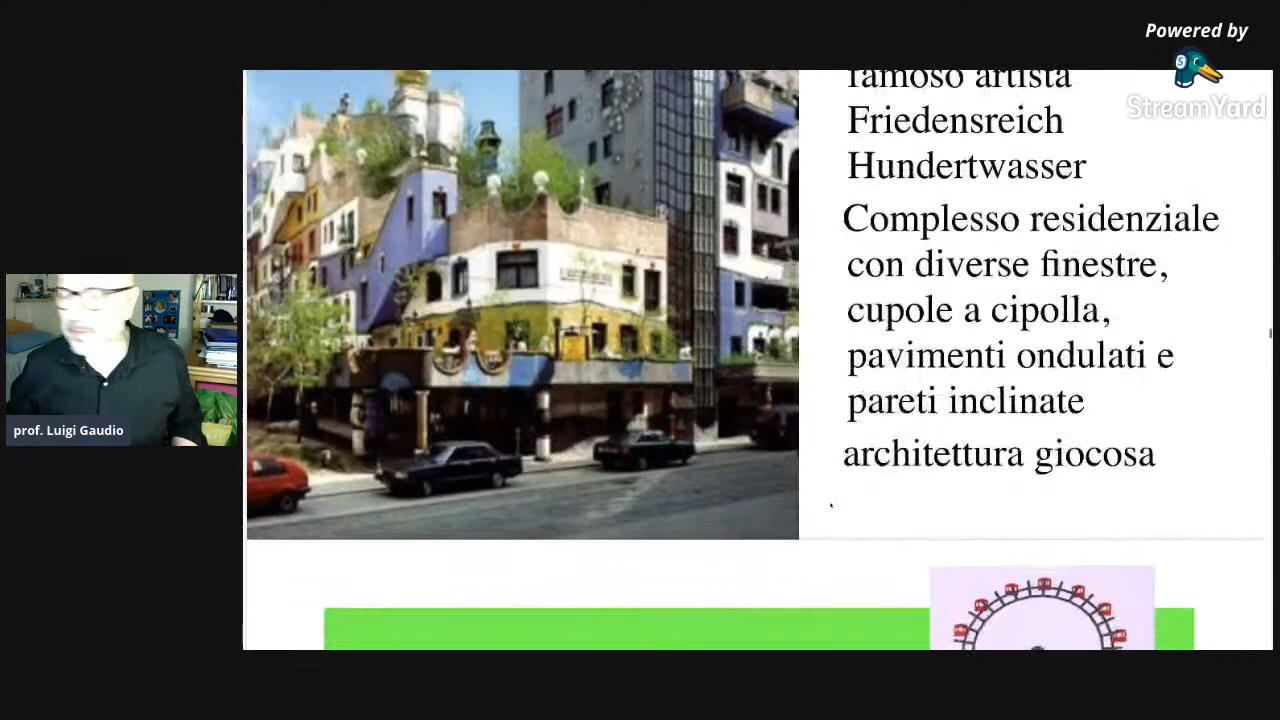 Powered by
StreamYard
famoso artista
Friedensreich
Hundertwasser
Complesso residenziale
con diverse finestre,
cupole a cipolla,
pavimenti ondulati e
pareti inclinate
architettura giocosa
prof. Luigi Gaudio